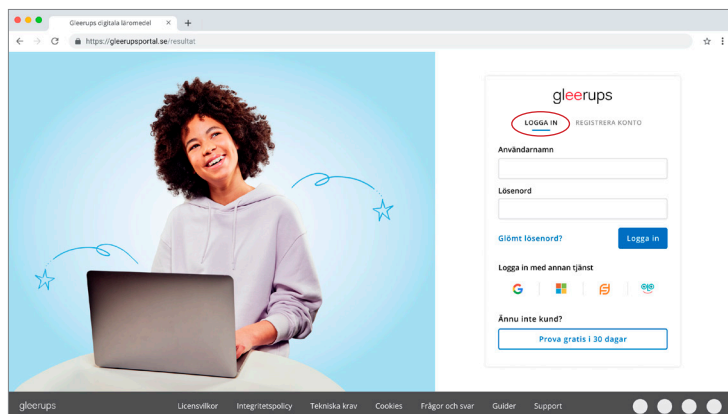 Gleerups digitala läromedel
https://gleerupsportal.se/resultat
gleerups
LOGGA IN REGISTRERA KONTO
Användarnamn
Lösenord
Glömt lösenord? Logga in
Logga in med annan tjänst
Ännu inte kund?
Prova gratis i 30 dagar
gleerups Licensvillkor Integritetspolicy Tekniska krav Cookies Frågor och svar Guider Support